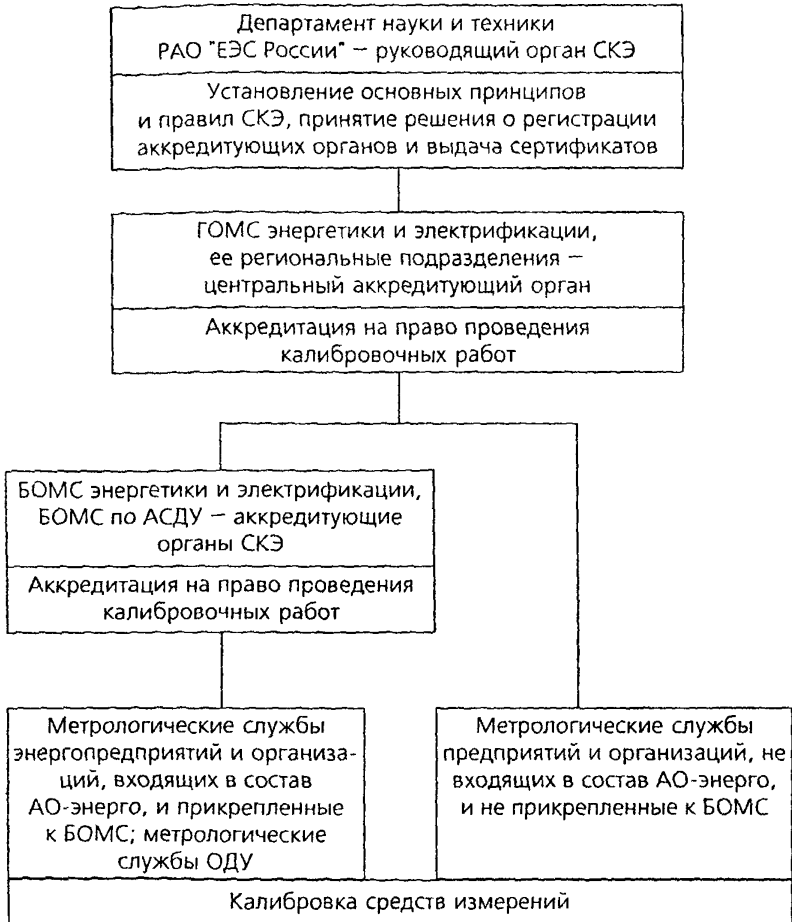 Департамент науки и техники
РАО "ЕЭС России" — руководящий орган СКЭ
Установление основных принципов
и правил СКЭ, принятие решения о регистрации
аккредитующих органов и выдача сертификатов
ГОМС энергетики и электрификации,
ее региональные подразделения —
центральный аккредитующий орган
Аккредитация на право проведения
калибровочных работ
БОМС энергетики и электрификации,
БОМС по АСДУ — аккредитующие
органы СКЭ
Аккредитация на право проведения
калибровочных работ
Метрологические службы
энергопредприятий и организа-
ций, входящих в состав
АО-энерго, и прикрепленные
к БОМС; метрологические
службы ОДУ
Метрологические службы
предприятий и организаций, не
входящих в состав АО-энерго,
и не прикрепленные к БОМС
Калибровка средств измерений